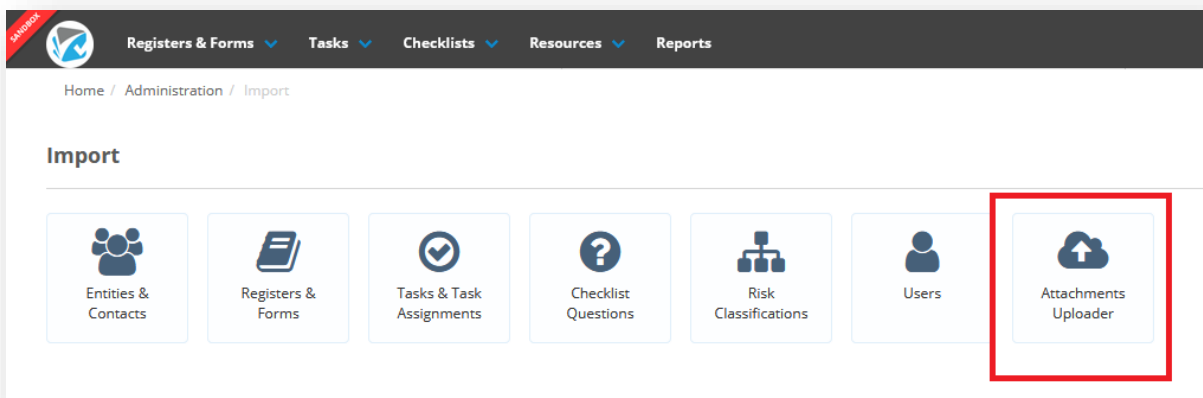 SANDBOX
Registers & Forms Tasks Checklists Resources Reports
Home / Administration / Import
Import
Entities &
Contacts
Registers &
Forms
Tasks & Task
Assignments
Checklist
Questions
Risk
Classifications
Users
Attachments
Uploader